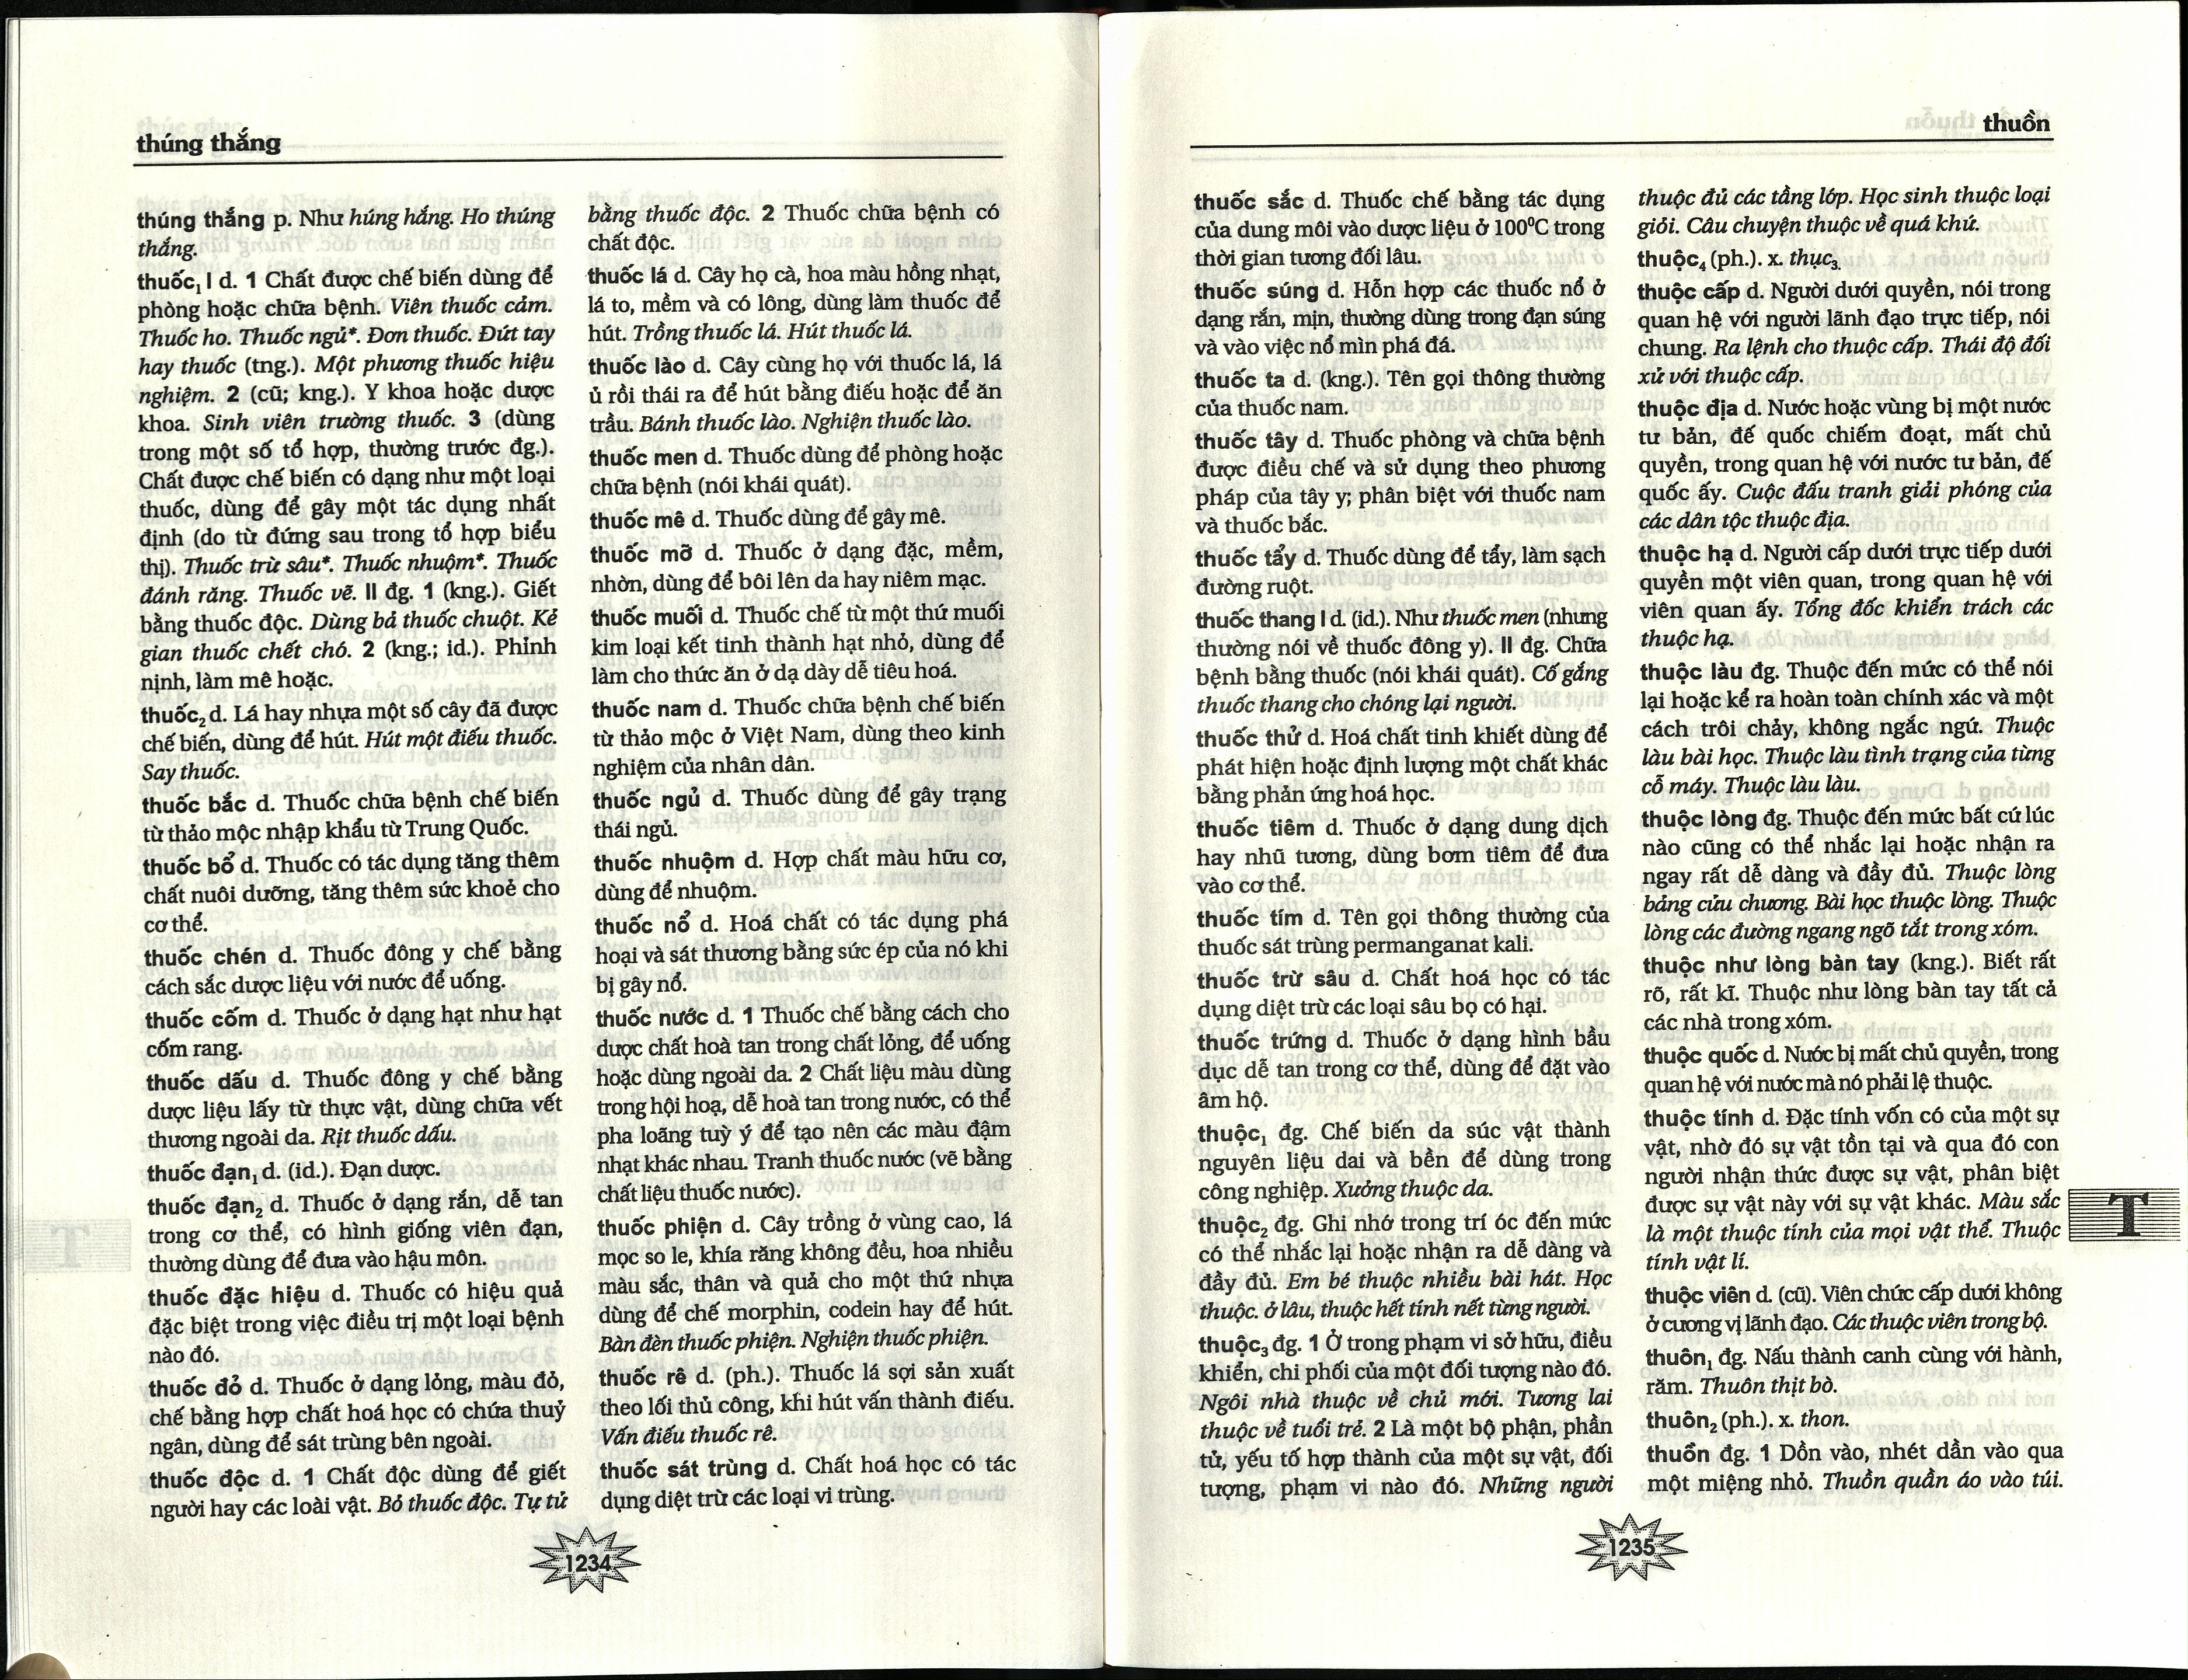 thúng thắng
thúng thắng p. Như húng hắng. Ho thúng
thắng.
thuốc₁ I d. 1 Chất được chế biến dùng để
phòng hoặc chữa bệnh. Viên thuốc cảm.
Thuốc ho. Thuốc ngủ*. Đơn thuốc. Đứt tay
hay thuốc (tng.). Một phương thuốc hiệu
nghiệm. 2 (cũ; kng.). Y khoa hoặc dược
khoa. Sinh viên trường thuốc. 3 (dùng
trong một số tổ hợp, thường trước đg.).
Chất được chế biến có dạng như một loại
thuốc, dùng để gây một tác dụng nhất
định (do từ đứng sau trong tổ hợp biểu
thị). Thuốc trừ sâu*. Thuốc nhuộm*. Thuốc
đánh răng. Thuốc vẽ. II đg. 1 (kng.). Giết
bằng thuốc độc. Dùng bả thuốc chuột. Kẻ
gian thuốc chết chó. 2 (kng.; id.). Phỉnh
nịnh, làm mê hoặc.
thuốc₂ d. Lá hay nhựa một số cây đã được
chế biến, dùng để hút. Hút một điếu thuốc.
Say thuốc.
thuốc bắc d. Thuốc chữa bệnh chế biến
từ thảo mộc nhập khẩu từ Trung Quốc.
thuốc bổ d. Thuốc có tác dụng tăng thêm
chất nuôi dưỡng, tăng thêm sức khoẻ cho
cơ thể.
thuốc chén d. Thuốc đông y chế bằng
cách sắc dược liệu với nước để uống.
thuốc cốm d. Thuốc ở dạng hạt như hạt
cốm rang.
thuốc dấu d. Thuốc đông y chế bằng
dược liệu lấy từ thực vật, dùng chữa vết
thương ngoài da. Rịt thuốc dấu.
thuốc đạn₁ d. (id.). Đạn dược.
thuốc đạn₂ d. Thuốc ở dạng rắn, dễ tan
trong cơ thể, có hình giống viên đạn,
thường dùng để đưa vào hậu môn.
thuốc đặc hiệu d. Thuốc có hiệu quả
đặc biệt trong việc điều trị một loại bệnh
nào đó.
thuốc đỏ d. Thuốc ở dạng lỏng, màu đỏ,
chế bằng hợp chất hoá học có chứa thuỷ
ngân, dùng để sát trùng bên ngoài.
thuốc độc d. 1 Chất độc dùng để giết
người hay các loài vật. Bỏ thuốc độc. Tự tử
bằng thuốc độc. 2 Thuốc chữa bệnh có
chất độc.
thuốc lá d. Cây họ cà, hoa màu hồng nhạt,
lá to, mềm và có lông, dùng làm thuốc để
hút. Trồng thuốc lá. Hút thuốc lá.
thuốc lào d. Cây cùng họ với thuốc lá, lá
ủ rồi thái ra để hút bằng điếu hoặc để ăn
trầu. Bánh thuốc lào. Nghiện thuốc lào.
thuốc men d. Thuốc dùng để phòng hoặc
chữa bệnh (nói khái quát).
thuốc mê d. Thuốc dùng để gây mê.
thuốc mỡ d. Thuốc ở dạng đặc, mềm,
nhờn, dùng để bôi lên da hay niêm mạc.
thuốc muối d. Thuốc chế từ một thứ muối
kim loại kết tinh thành hạt nhỏ, dùng để
làm cho thức ăn ở dạ dày dễ tiêu hoá.
thuốc nam d. Thuốc chữa bệnh chế biến
từ thảo mộc ở Việt Nam, dùng theo kinh
nghiệm của nhân dân.
thuốc ngủ d. Thuốc dùng để gây trạng
thái ngủ.
thuốc nhuộm d. Hợp chất màu hữu cơ,
dùng để nhuộm.
thuốc nổ d. Hoá chất có tác dụng phá
hoại và sát thương bằng sức ép của nó khi
bị gây nổ.
thuốc nước d. 1 Thuốc chế bằng cách cho
dược chất hoà tan trong chất lỏng, để uống
hoặc dùng ngoài da. 2 Chất liệu màu dùng
trong hội hoạ, dễ hoà tan trong nước, có thể
pha loãng tuỳ ý để tạo nên các màu đậm
nhạt khác nhau. Tranh thuốc nước (vẽ bằng
chất liệu thuốc nước).
thuốc phiện d. Cây trồng ở vùng cao, lá
mọc so le, khía răng không đều, hoa nhiều
màu sắc, thân và quả cho một thứ nhựa
dùng để chế morphin, codein hay để hút.
Bàn đèn thuốc phiện. Nghiện thuốc phiện.
thuốc rê d. (ph.). Thuốc lá sợi sản xuất
theo lối thủ công, khi hút vấn thành điếu.
Vấn điếu thuốc rê.
thuốc sát trùng d. Chất hoá học có tác
dụng diệt trừ các loại vi trùng.
1234
thuồn
thuốc sắc d. Thuốc chế bằng tác dụng
của dung môi vào dược liệu ở 100⁰C trong
thời gian tương đối lâu.
thuốc súng d. Hỗn hợp các thuốc nổ ở
dạng rắn, mịn, thường dùng trong đạn súng
và vào việc nổ mìn phá đá.
thuốc ta d. (kng.). Tên gọi thông thường
của thuốc nam.
thuốc tây d. Thuốc phòng và chữa bệnh
được điều chế và sử dụng theo phương
pháp của tây y; phân biệt với thuốc nam
và thuốc bắc.
thuốc tẩy d. Thuốc dùng để tẩy, làm sạch
đường ruột.
thuốc thang I d. (id.). Như thuốc men (nhưng
thường nói về thuốc đông y). II đg. Chữa
bệnh bằng thuốc (nói khái quát). Cố gắng
thuốc thang cho chóng lại người.
thuốc thử d. Hoá chất tinh khiết dùng để
phát hiện hoặc định lượng một chất khác
bằng phản ứng hoá học.
thuốc tiêm d. Thuốc ở dạng dung dịch
hay nhũ tương, dùng bơm tiêm để đưa
vào cơ thể.
thuốc tím d. Tên gọi thông thường của
thuốc sát trùng permanganat kali.
thuốc trừ sâu d. Chất hoá học có tác
dụng diệt trừ các loại sâu bọ có hại.
thuốc trứng d. Thuốc ở dạng hình bầu
dục dễ tan trong cơ thể, dùng để đặt vào
âm hộ.
thuộc₁ đg. Chế biến da súc vật thành
nguyên liệu dai và bền để dùng trong
công nghiệp. Xưởng thuộc da.
thuộc₂ đg. Ghi nhớ trong trí óc đến mức
có thể nhắc lại hoặc nhận ra dễ dàng và
đầy đủ. Em bé thuộc nhiều bài hát. Học
thuộc. ở lâu, thuộc hết tính nết từng người.
thuộc₃ đg. 1 Ở trong phạm vi sở hữu, điều
khiển, chi phối của một đối tượng nào đó.
Ngôi nhà thuộc về chủ mới. Tương lai
thuộc về tuổi trẻ. 2 Là một bộ phận, phần
tử, yếu tố hợp thành của một sự vật, đối
tượng, phạm vi nào đó. Những người
thuộc đủ các tầng lớp. Học sinh thuộc loại
giỏi. Câu chuyện thuộc về quá khứ.
thuộc₄ (ph.). x. thục₃.
thuộc cấp d. Người dưới quyền, nói trong
quan hệ với người lãnh đạo trực tiếp, nói
chung. Ra lệnh cho thuộc cấp. Thái độ đối
xử với thuộc cấp.
thuộc địa d. Nước hoặc vùng bị một nước
tư bản, đế quốc chiếm đoạt, mất chủ
quyền, trong quan hệ với nước tư bản, đế
quốc ấy. Cuộc đấu tranh giải phóng của
các dân tộc thuộc địa.
thuộc hạ d. Người cấp dưới trực tiếp dưới
quyền một viên quan, trong quan hệ với
viên quan ấy. Tổng đốc khiển trách các
thuộc hạ.
thuộc làu đg. Thuộc đến mức có thể nói
lại hoặc kể ra hoàn toàn chính xác và một
cách trôi chảy, không ngắc ngứ. Thuộc
làu bài học. Thuộc làu tình trạng của từng
cỗ máy. Thuộc làu làu.
thuộc lòng đg. Thuộc đến mức bất cứ lúc
nào cũng có thể nhắc lại hoặc nhận ra
ngay rất dễ dàng và đầy đủ. Thuộc lòng
bảng cửu chương. Bài học thuộc lòng. Thuộc
lòng các đường ngang ngõ tắt trong xóm.
thuộc như lòng bàn tay (kng.). Biết rất
rõ, rất kĩ. Thuộc như lòng bàn tay tất cả
các nhà trong xóm.
thuộc quốc d. Nước bị mất chủ quyền, trong
quan hệ với nước mà nó phải lệ thuộc.
thuộc tính d. Đặc tính vốn có của một sự
vật, nhờ đó sự vật tồn tại và qua đó con
người nhận thức được sự vật, phân biệt
được sự vật này với sự vật khác. Màu sắc
là một thuộc tính của mọi vật thể. Thuộc
tính vật lí.
thuộc viên d. (cũ). Viên chức cấp dưới không
ở cương vị lãnh đạo. Các thuộc viên trong bộ.
thuôn₁ đg. Nấu thành canh cùng với hành,
răm. Thuôn thịt bò.
thuôn₂ (ph.). x. thon.
thuồn đg. 1 Dồn vào, nhét dần vào qua
một miệng nhỏ. Thuồn quần áo vào túi.
T
1235